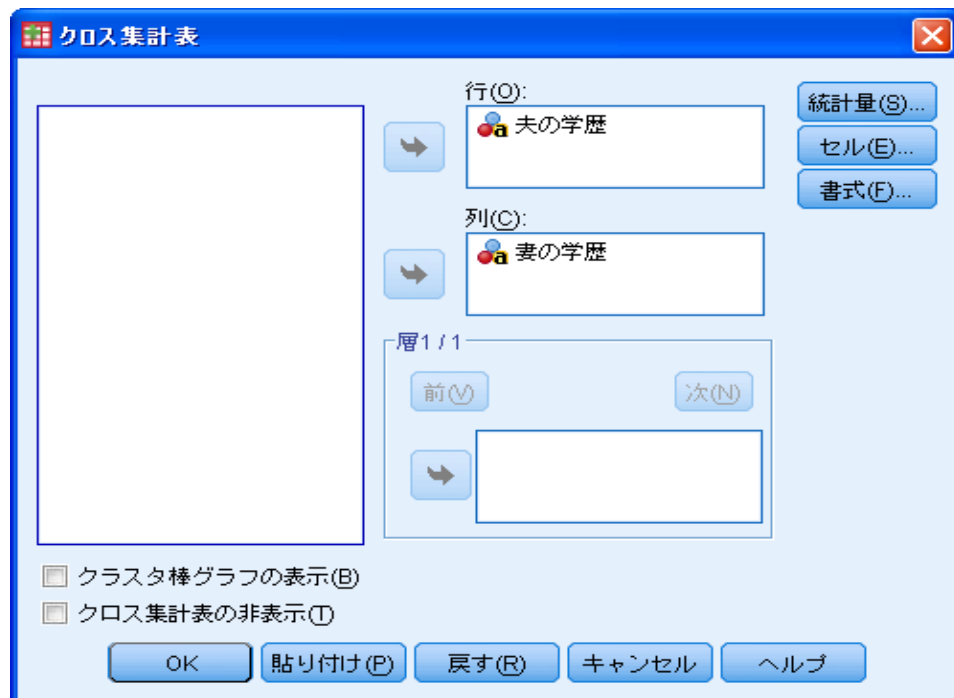 クロス集計表
行(O):
夫の学歴
統計量(S)...
セル(E)...
書式(F)...
列(C):
妻の学歴
層1 / 1
前(V)
次(N)
クラスタ棒グラフの表示(B)
クロス集計表の非表示(T)
OK
貼り付け(P)
戻す(R)
キャンセル
ヘルプ